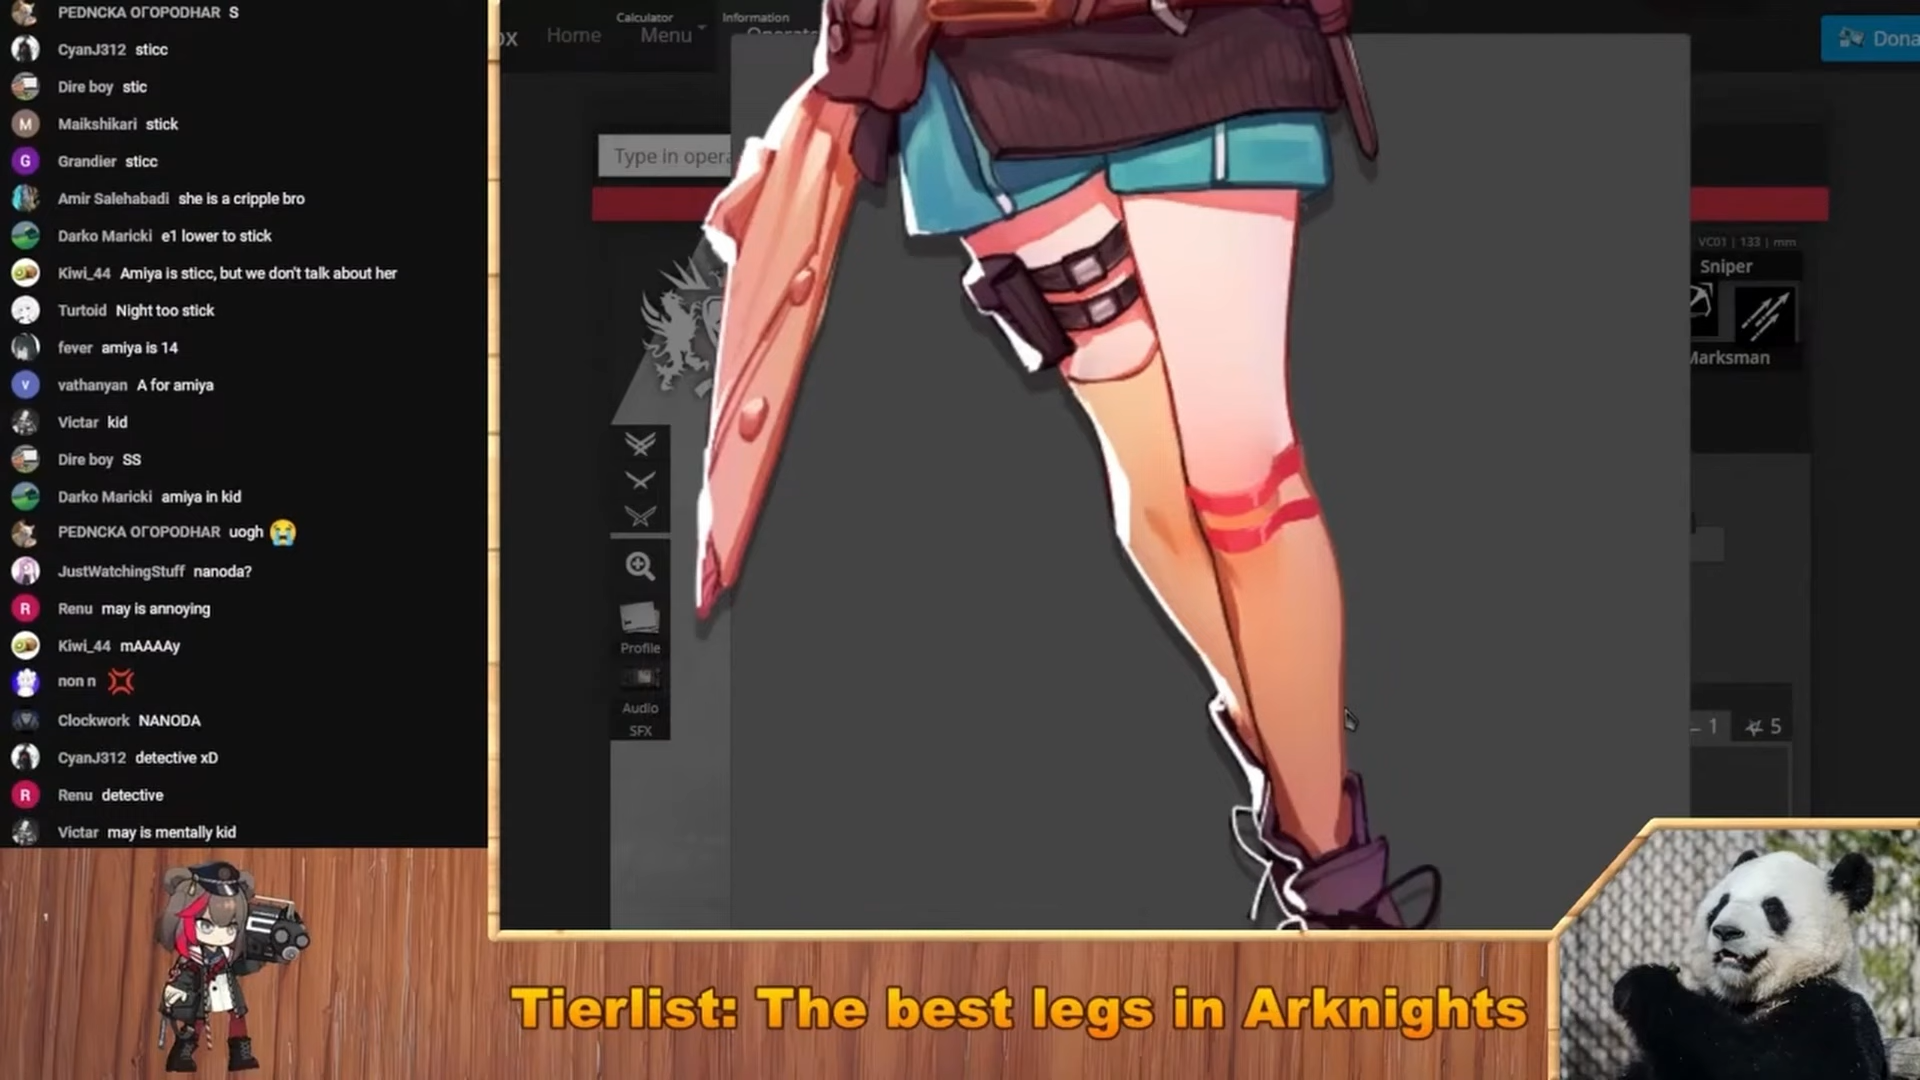 PEDNCKA ОГОРОДНАЯ S
CyanJ312 sticc
Dire boy stic
Maikshikari stick
Grandier sticc
Amir Salehabadi she is a cripple bro
Darko Maricki e1 lower to stick
Kiwi_44 Amiya is sticc, but we don't talk about her
Turtoid Night too stick
fever amiya is 14
vathanyan A for amiya
Victar kid
Dire boy SS
Darko Maricki amiya in kid
PEDNCKA ОГОРОДНАЯ uogh 😭
JustWatchingStuff nanoda?
Renu may is annoying
Kiwi_44 mAAAAy
non n 💢
Clockwork NANODA
CyanJ312 detective xD
Renu detective
Victar may is mentally kid
Calculator
Information
Home
Menu
Dona
Type in opera
VC01 | 133 | mm
Sniper
Marksman
Profile
Audio
SFX
1
5
Tierlist: The best legs in Arknights